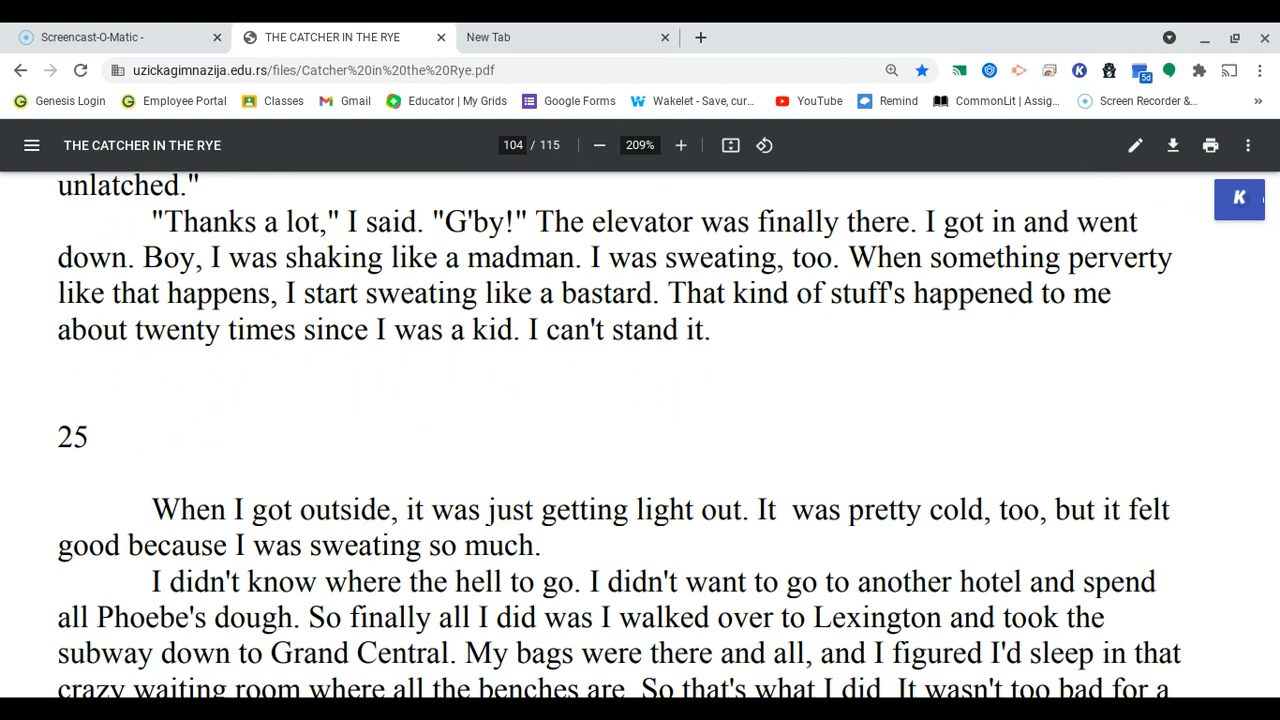 Screencast-O-Matic -
THE CATCHER IN THE RYE
New Tab
uzickagimnazija.edu.rs/files/Catcher%20in%20the%20Rye.pdf
5d
Genesis Login
Employee Portal
Classes
Gmail
Educator | My Grids
Google Forms
Wakelet - Save, cur...
YouTube
Remind
CommonLit | Assig...
Screen Recorder &...
»
THE CATCHER IN THE RYE
104 / 115
209%
K
unlatched."
"Thanks a lot," I said. "G'by!" The elevator was finally there. I got in and went
down. Boy, I was shaking like a madman. I was sweating, too. When something perverty
like that happens, I start sweating like a bastard. That kind of stuff's happened to me
about twenty times since I was a kid. I can't stand it.
25
When I got outside, it was just getting light out. It  was pretty cold, too, but it felt
good because I was sweating so much.
I didn't know where the hell to go. I didn't want to go to another hotel and spend
all Phoebe's dough. So finally all I did was I walked over to Lexington and took the
subway down to Grand Central. My bags were there and all, and I figured I'd sleep in that
crazy waiting room where all the benches are. So that's what I did. It wasn't too bad for a